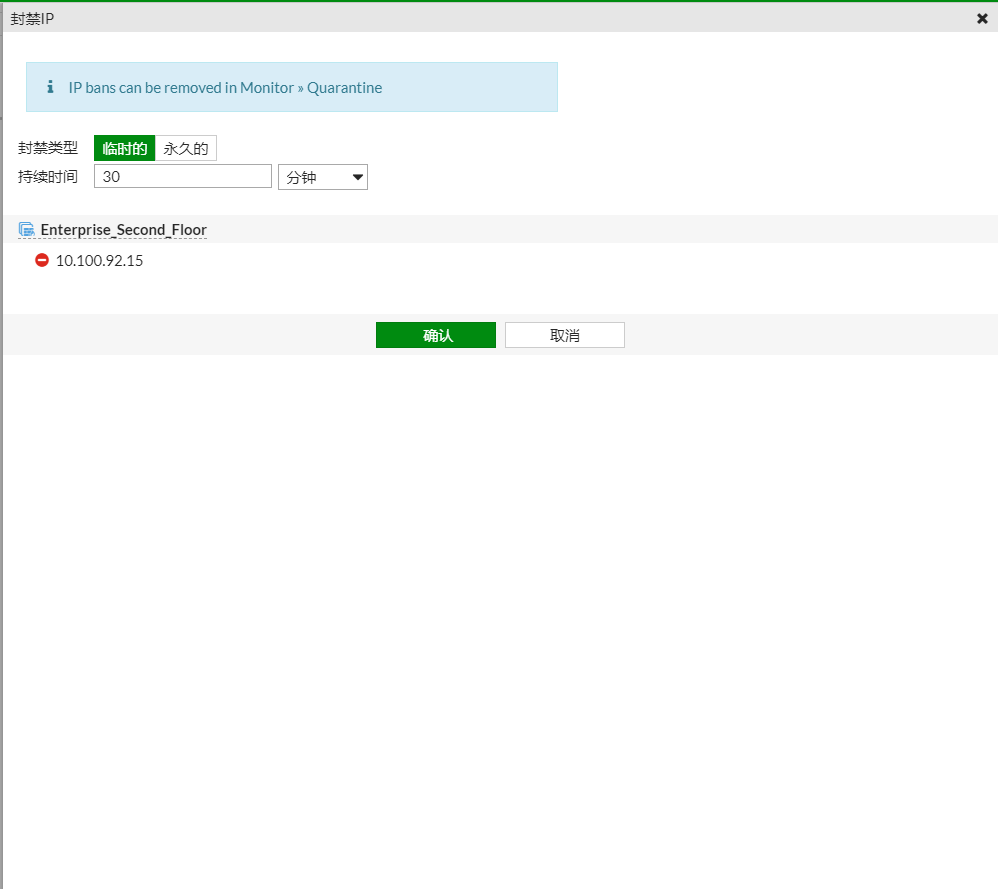 封禁IP
IP bans can be removed in Monitor » Quarantine
封禁类型 临时的 永久的
持续时间 30 分钟
Enterprise_Second_Floor
10.100.92.15
确认 取消